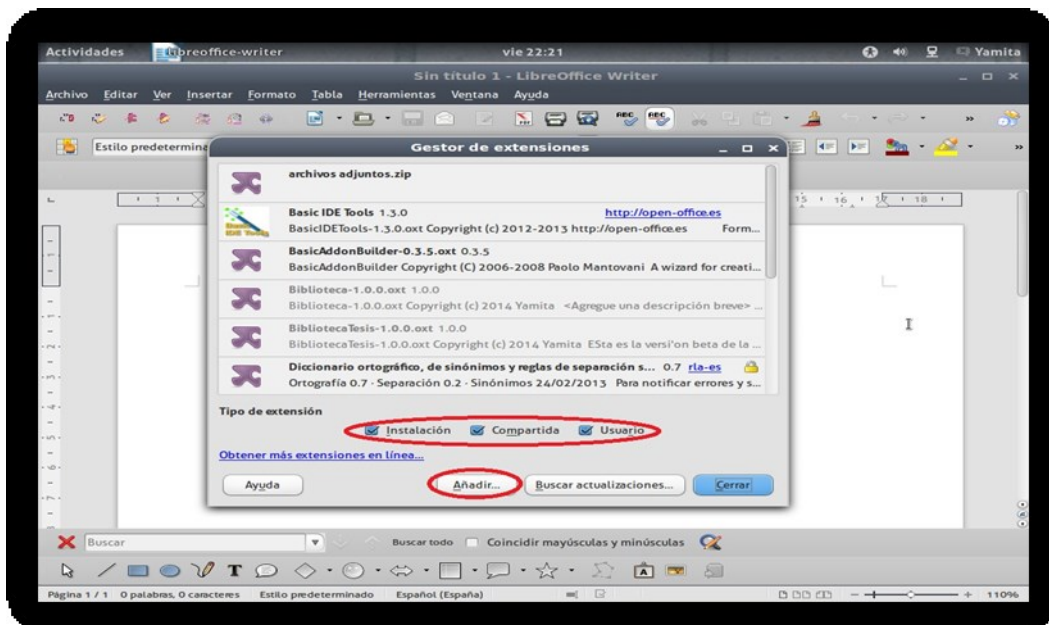 Actividades libreoffice-writer vie 22:21 Yamita
Sin título 1 - LibreOffice Writer
Archivo Editar Ver Insertar Formato Tabla Herramientas Ventana Ayuda
Estilo predetermina
Gestor de extensiones
archivos adjuntos.zip
Basic IDE Tools 1.3.0 http://open-office.es
BasicIDETools-1.3.0.oxt Copyright (c) 2012-2013 http://open-office.es Form...
BasicAddonBuilder-0.3.5.oxt 0.3.5
BasicAddonBuilder Copyright (C) 2006-2008 Paolo Mantovani A wizard for creati...
Biblioteca-1.0.0.oxt 1.0.0
Biblioteca-1.0.0.oxt Copyright (c) 2014 Yamita <Agregue una descripción breve> ...
BibliotecaTesis-1.0.0.oxt 1.0.0
BibliotecaTesis-1.0.0.oxt Copyright (c) 2014 Yamita ESta es la versi'on beta de la ...
Diccionario ortográfico, de sinónimos y reglas de separación s... 0.7 rla-es
Ortografía 0.7 - Separación 0.2 - Sinónimos 24/02/2013 Para notificar errores y s...
Tipo de extensión
Instalación Compartida Usuario
Obtener más extensiones en línea...
Ayuda Añadir... Buscar actualizaciones... Cerrar
Buscar Buscar todo Coincidir mayúsculas y minúsculas
Página 1 / 1 0 palabras, 0 caracteres Estilo predeterminado Español (España) 110%